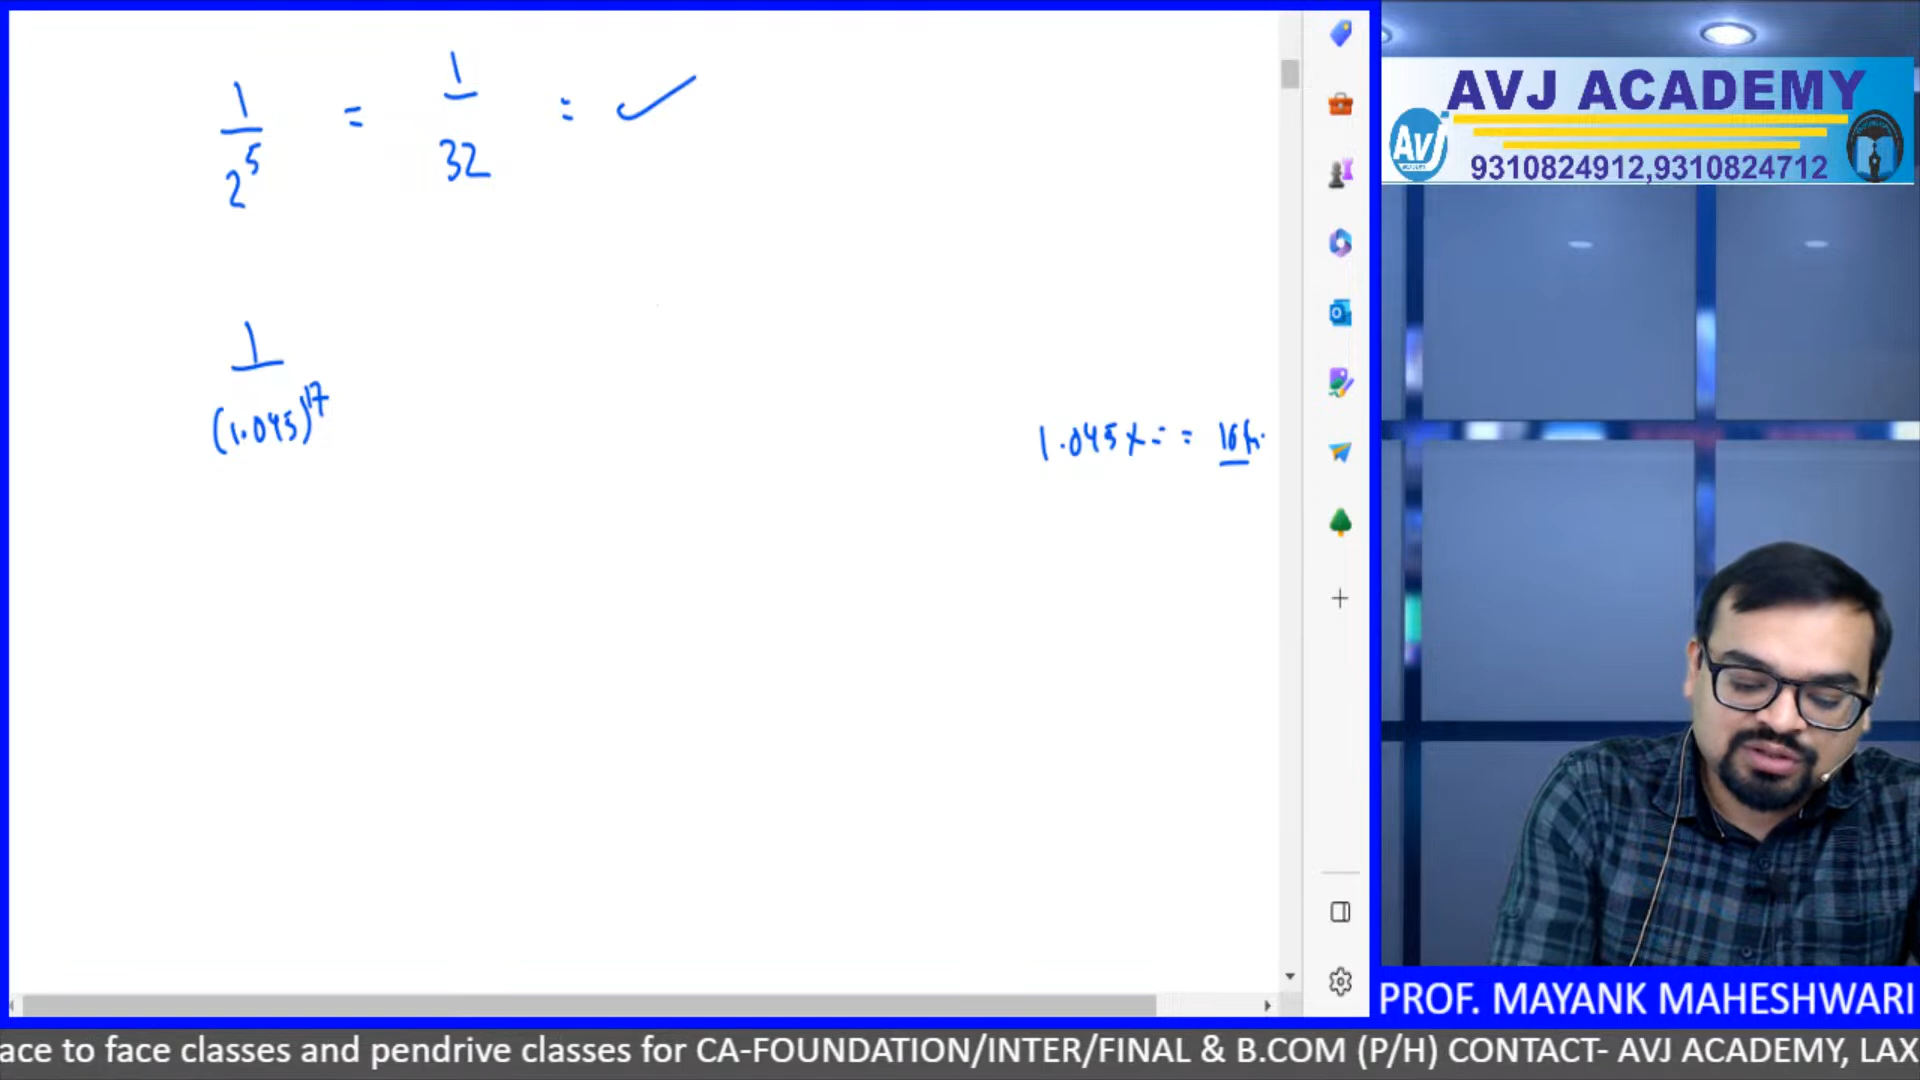 1/2^5 = 1/32 = ✓
1/(1.045)^17
1.045 × = = 16
AVJ ACADEMY
AVJ
9310824912,9310824712
PROF. MAYANK MAHESHWARI
ace to face classes and pendrive classes for CA-FOUNDATION/INTER/FINAL & B.COM (P/H) CONTACT- AVJ ACADEMY, LAX